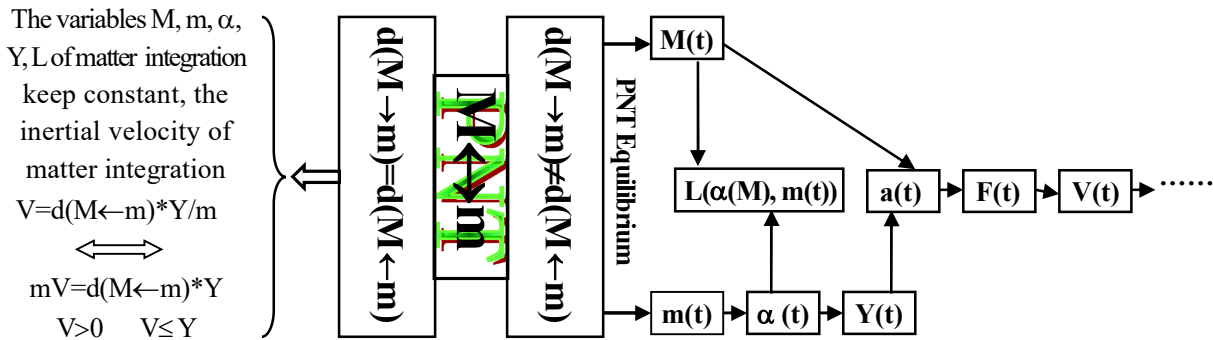 The variables M, m, α,
Y, L of matter integration
keep constant, the
inertial velocity of
matter integration
V=d(M←m)*Y/m
⇔
mV=d(M←m)*Y
V>0 V≤Y
d(M→m)=d(M←m)
PNT
M↔m
d(M→m)≠d(M←m)
PNT Equilibrium
M(t)
L(α(M), m(t))
a(t)
F(t)
V(t)
......
m(t)
α (t)
Y(t)